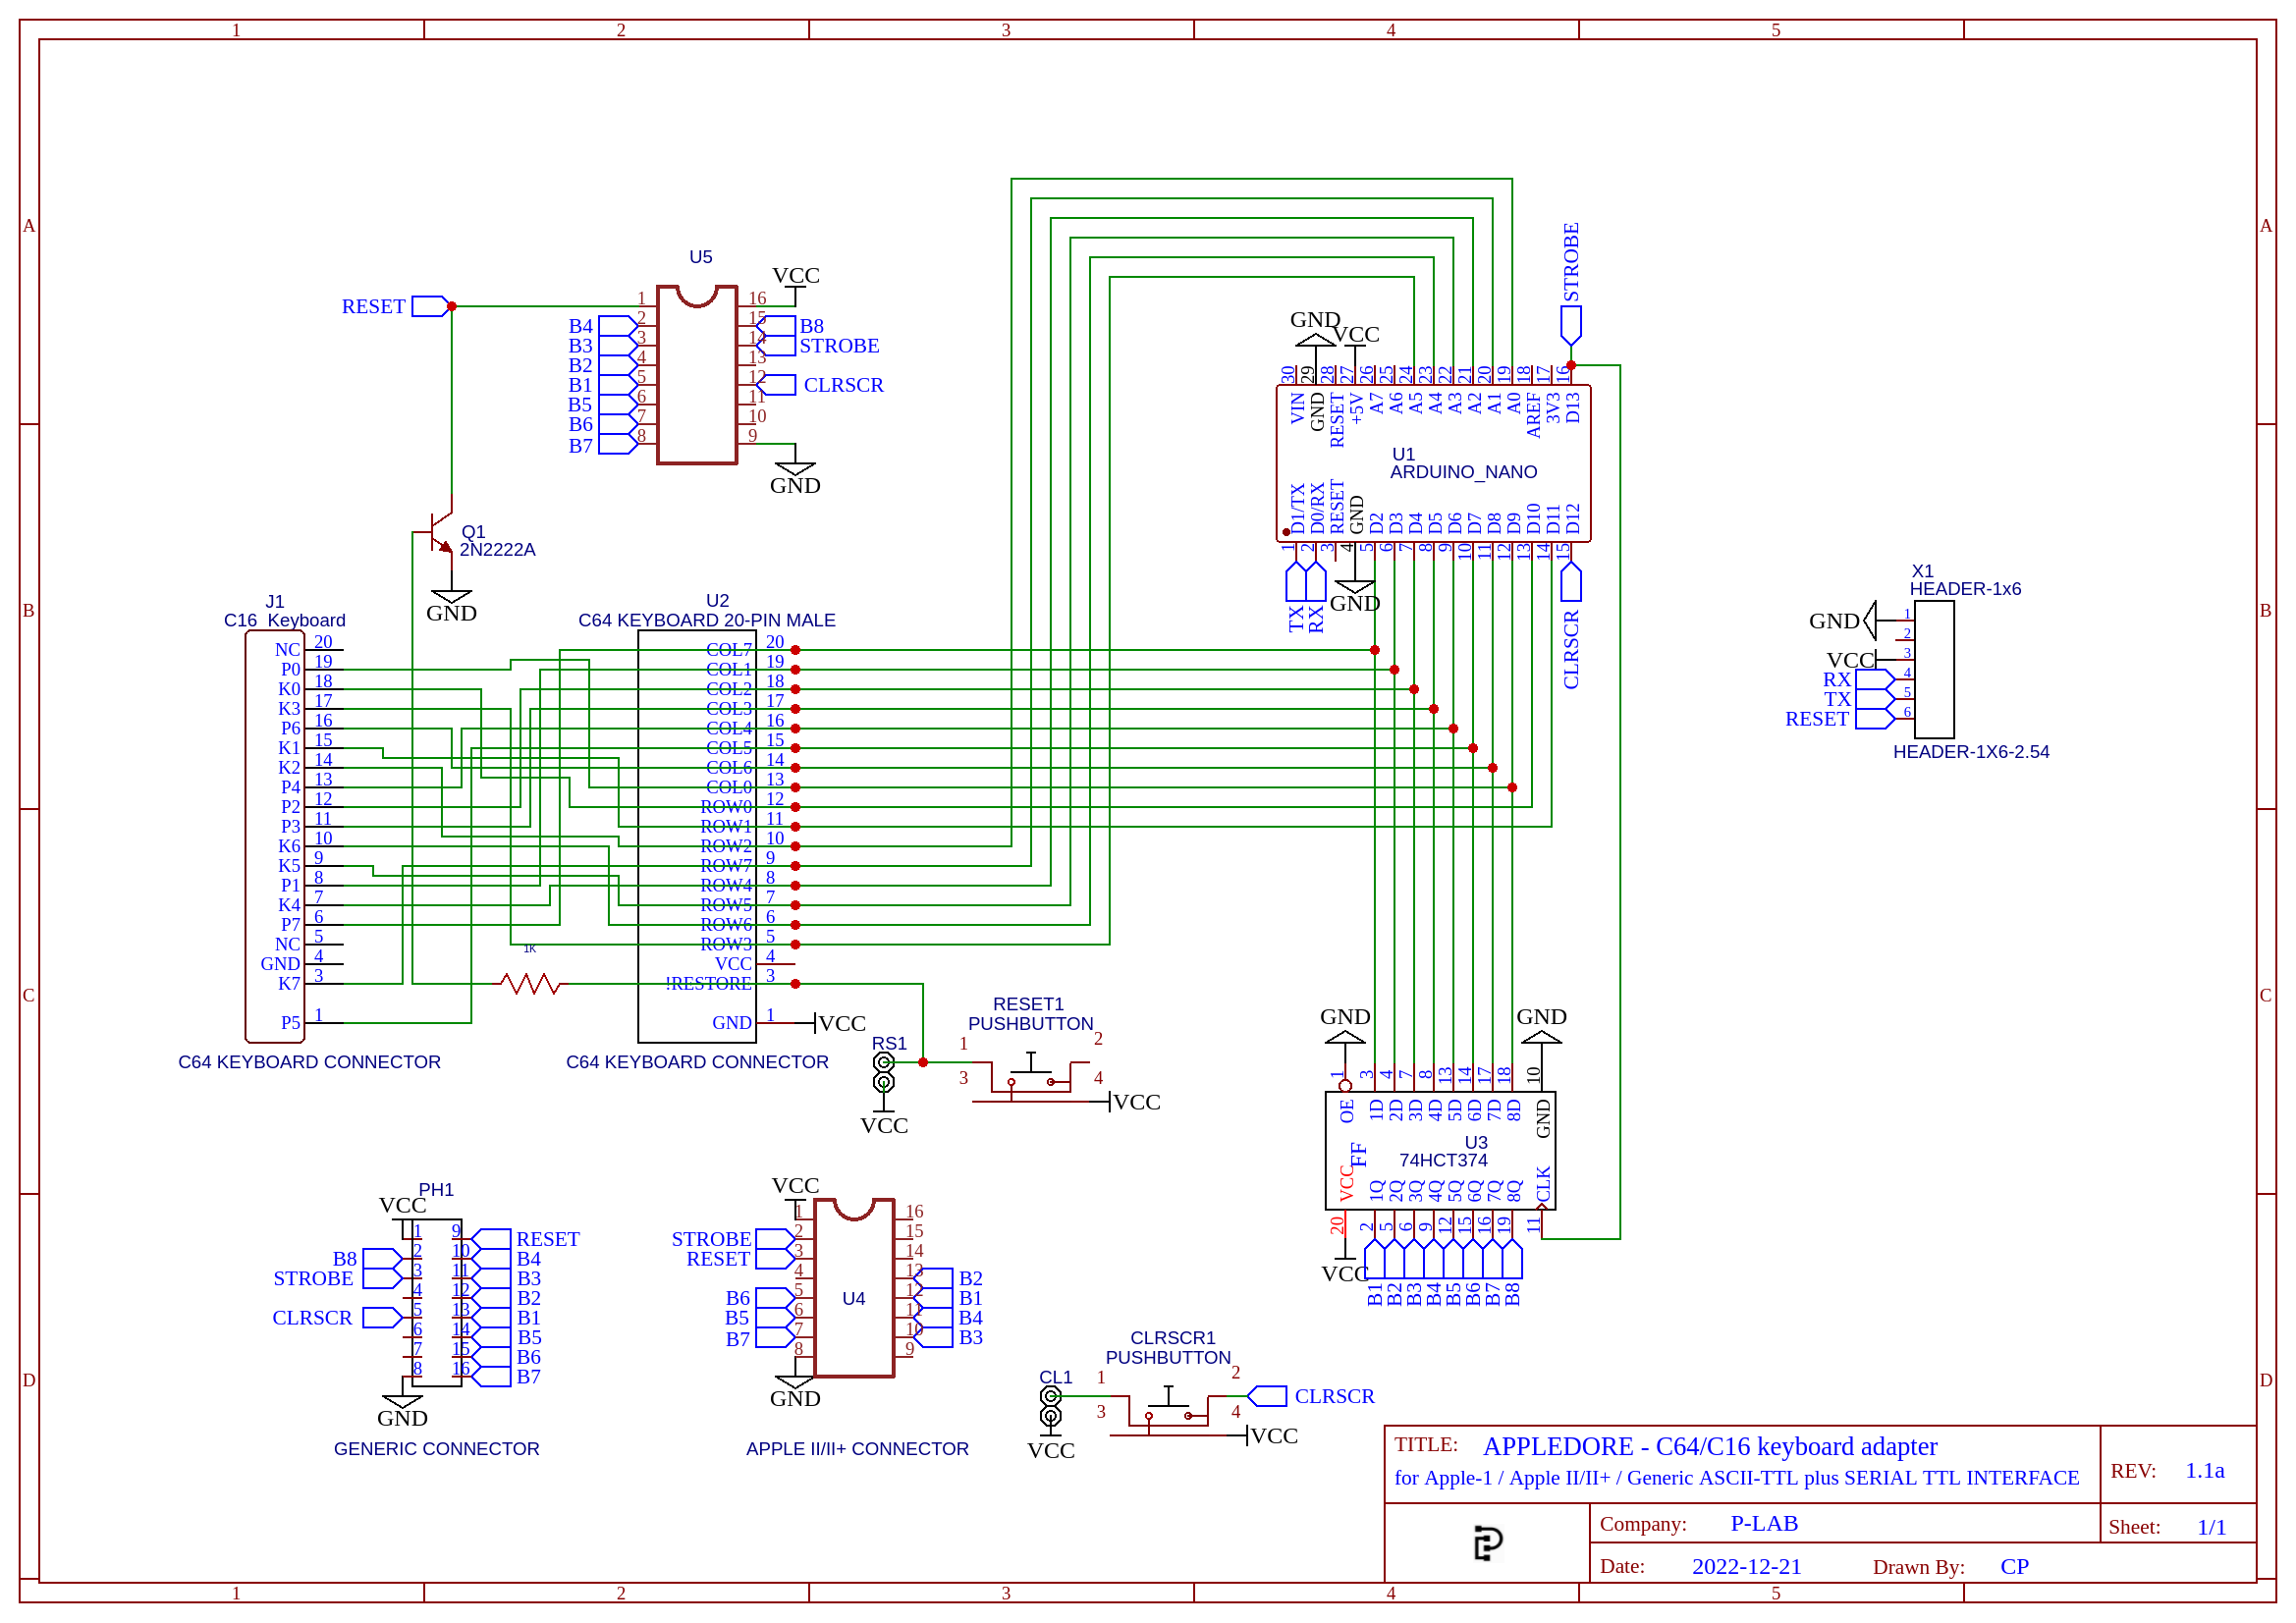 1 2 3 4 5
A A
B B
C C
D D
U5
VCC
RESET
1 16
2 15
3 14
4 13
5 12
6 11
7 10
8 9
B4
B3
B2
B1
B5
B6
B7
B8
STROBE
CLRSCR
GND
Q1
2N2222A
GND
STROBE
GND
VCC
30 29 28 27 26 25 24 23 22 21 20 19 18 17 16
VIN GND RESET +5V A7 A6 A5 A4 A3 A2 A1 A0 AREF 3V3 D13
U1
ARDUINO_NANO
D1/TX D0/RX RESET GND D2 D3 D4 D5 D6 D7 D8 D9 D10 D11 D12
1 2 3 4 5 6 7 8 9 10 11 12 13 14 15
TX RX
GND
CLRSCR
X1
HEADER-1x6
GND 1
2
VCC 3
RX 4
TX 5
RESET 6
HEADER-1X6-2.54
J1
C16_Keyboard
NC 20
P0 19
K0 18
K3 17
P6 16
K1 15
K2 14
P4 13
P2 12
P3 11
K6 10
K5 9
P1 8
K4 7
P7 6
NC 5
GND 4
K7 3
P5 1
C64 KEYBOARD CONNECTOR
1K
U2
C64 KEYBOARD 20-PIN MALE
COL7 20
COL1 19
COL2 18
COL3 17
COL4 16
COL5 15
COL6 14
COL0 13
ROW0 12
ROW1 11
ROW2 10
ROW7 9
ROW4 8
ROW5 7
ROW6 6
ROW3 5
VCC 4
!RESTORE 3
GND 1 VCC
C64 KEYBOARD CONNECTOR
RS1
VCC
RESET1
PUSHBUTTON
1 2
3 4
VCC
GND GND
1 3 4 7 8 13 14 17 18 10
OE 1D 2D 3D 4D 5D 6D 7D 8D GND
U3
FF
74HCT374
VCC 1Q 2Q 3Q 4Q 5Q 6Q 7Q 8Q CLK
20 2 5 6 9 12 15 16 19 11
VCC
B1 B2 B3 B4 B5 B6 B7 B8
VCC
PH1
1 9 RESET
B8 2 10 B4
STROBE 3 11 B3
4 12 B2
CLRSCR 5 13 B1
6 14 B5
7 15 B6
8 16 B7
GND
GENERIC CONNECTOR
VCC
1 16
STROBE 2 15
RESET 3 14
4 13 B2
B6 5 12 B1
B5 6 11 B4
B7 7 10 B3
8 9
U4
GND
APPLE II/II+ CONNECTOR
CLRSCR1
PUSHBUTTON
CL1
1 2
CLRSCR
3 4
VCC
VCC
TITLE: APPLEDORE - C64/C16 keyboard adapter
for Apple-1 / Apple II/II+ / Generic ASCII-TTL plus SERIAL TTL INTERFACE
REV: 1.1a
Company: P-LAB
Sheet: 1/1
Date: 2022-12-21
Drawn By: CP
1 2 3 4 5